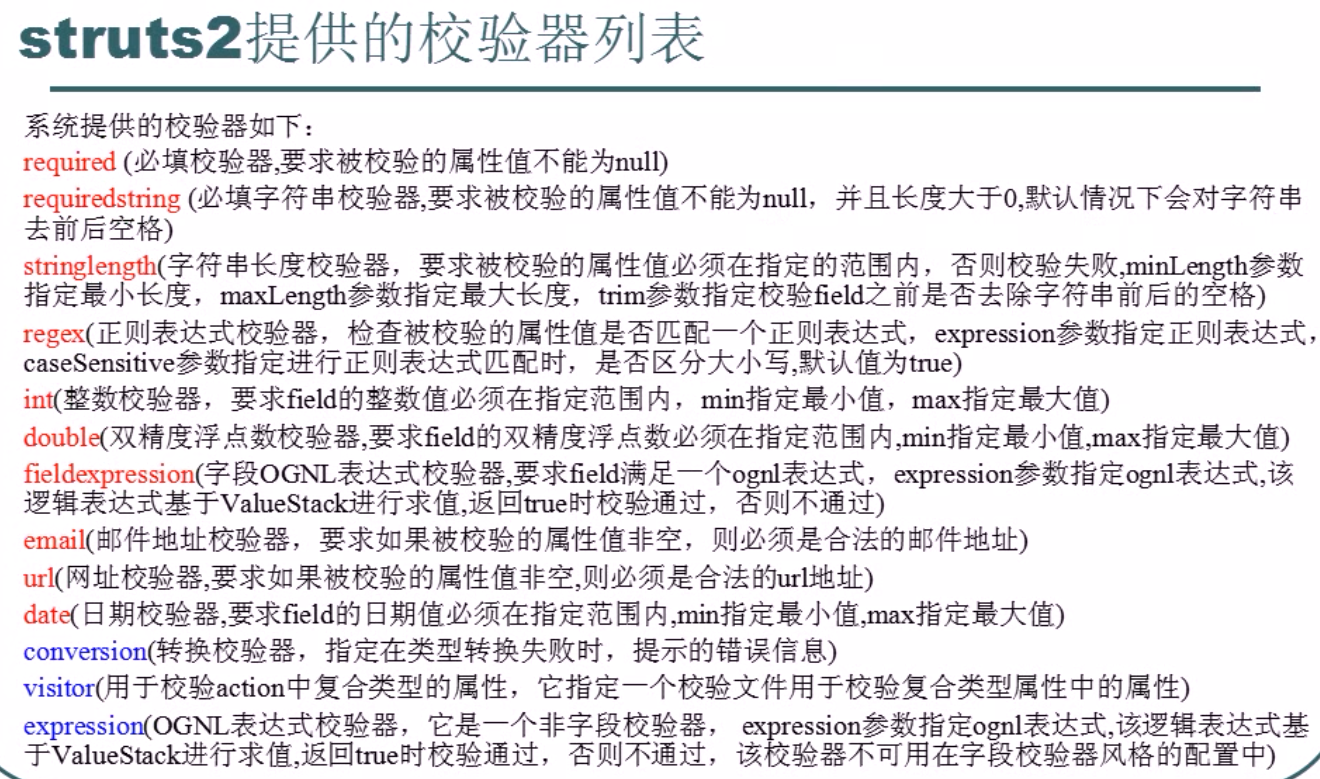 struts2提供的校验器列表
系统提供的校验器如下：
required (必填校验器,要求被校验的属性值不能为null)
requiredstring (必填字符串校验器,要求被校验的属性值不能为null，并且长度大于0,默认情况下会对字符串
去前后空格)
stringlength(字符串长度校验器，要求被校验的属性值必须在指定的范围内，否则校验失败,minLength参数
指定最小长度，maxLength参数指定最大长度，trim参数指定校验field之前是否去除字符串前后的空格)
regex(正则表达式校验器，检查被校验的属性值是否匹配一个正则表达式，expression参数指定正则表达式，
caseSensitive参数指定进行正则表达式匹配时，是否区分大小写,默认值为true)
int(整数校验器，要求field的整数值必须在指定范围内，min指定最小值，max指定最大值)
double(双精度浮点数校验器,要求field的双精度浮点数必须在指定范围内,min指定最小值,max指定最大值)
fieldexpression(字段OGNL表达式校验器,要求field满足一个ognl表达式，expression参数指定ognl表达式,该
逻辑表达式基于ValueStack进行求值,返回true时校验通过，否则不通过)
email(邮件地址校验器，要求如果被校验的属性值非空，则必须是合法的邮件地址)
url(网址校验器,要求如果被校验的属性值非空,则必须是合法的url地址)
date(日期校验器,要求field的日期值必须在指定范围内,min指定最小值,max指定最大值)
conversion(转换校验器，指定在类型转换失败时，提示的错误信息)
visitor(用于校验action中复合类型的属性，它指定一个校验文件用于校验复合类型属性中的属性)
expression(OGNL表达式校验器，它是一个非字段校验器， expression参数指定ognl表达式,该逻辑表达式基
于ValueStack进行求值,返回true时校验通过，否则不通过，该校验器不可用在字段校验器风格的配置中)